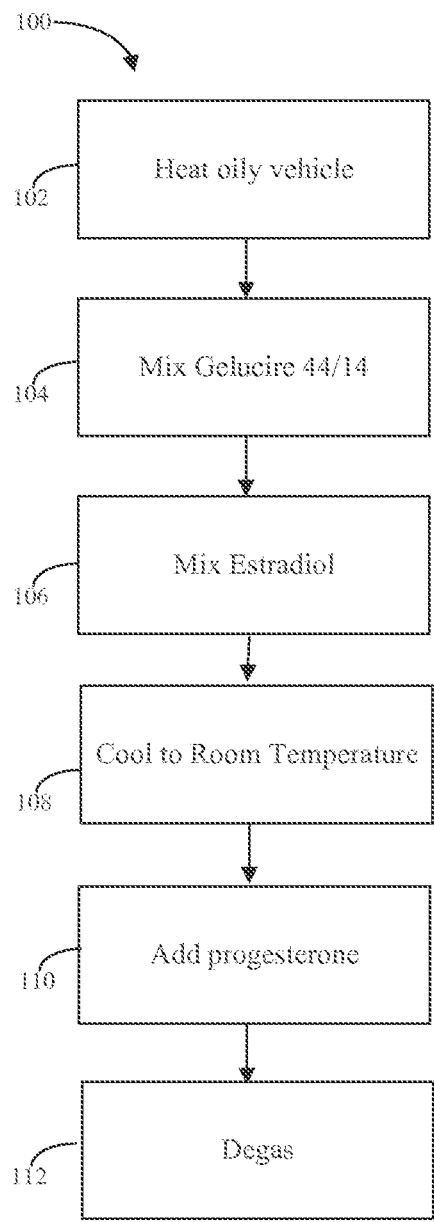 100
Heat oily vehicle
102
Mix Gelucire 44/14
104
Mix Estradiol
106
Cool to Room Temperature
108
Add progesterone
110
Degas
112